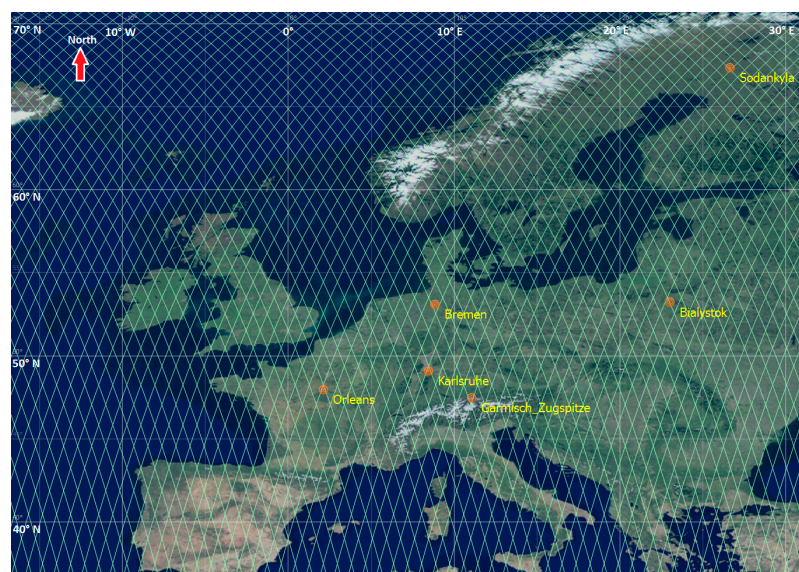 70° N
10° W
0°
10° E
20° E
30° E
North
Sodankyla
60° N
Bremen
Bialystok
50° N
Karlsruhe
Orleans
Garmisch_Zugspitze
40° N